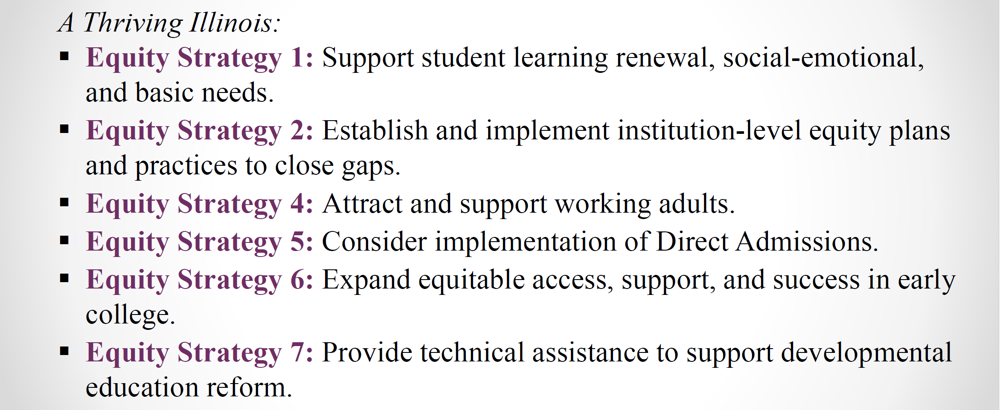 A Thriving Illinois:
▪ Equity Strategy 1: Support student learning renewal, social-emotional,
and basic needs.
▪ Equity Strategy 2: Establish and implement institution-level equity plans
and practices to close gaps.
▪ Equity Strategy 4: Attract and support working adults.
▪ Equity Strategy 5: Consider implementation of Direct Admissions.
▪ Equity Strategy 6: Expand equitable access, support, and success in early
college.
▪ Equity Strategy 7: Provide technical assistance to support developmental
education reform.